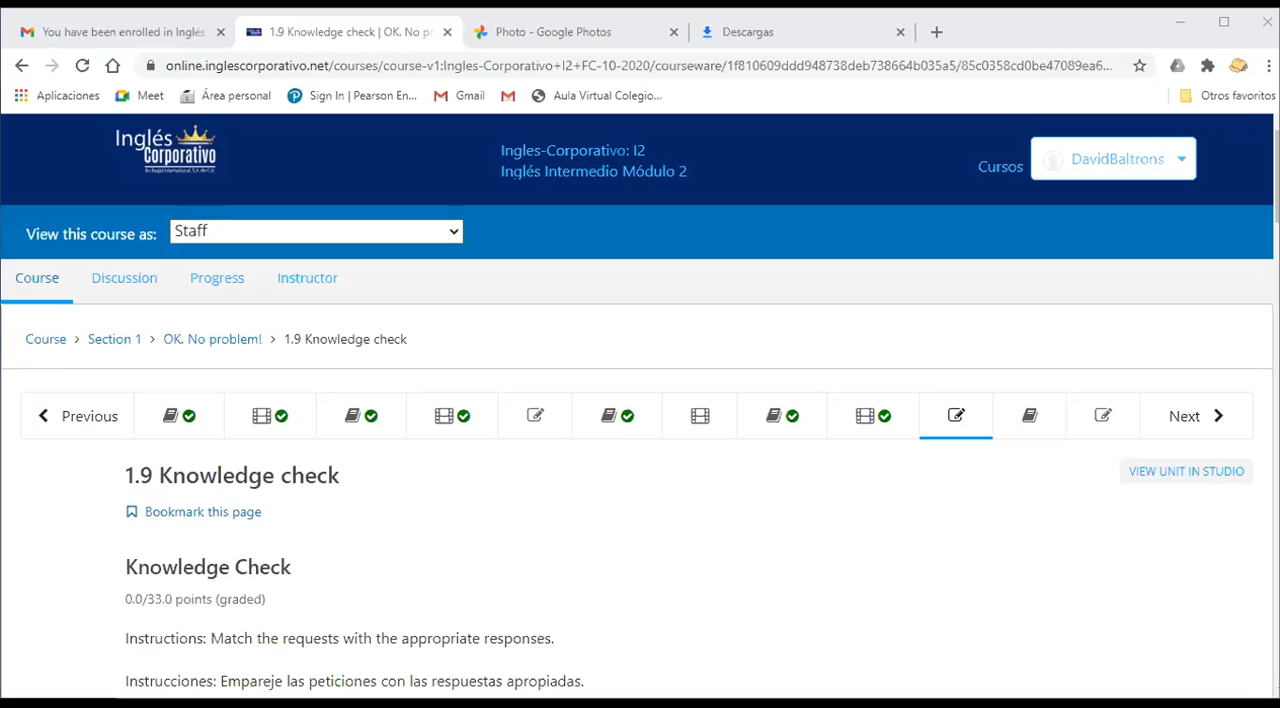 You have been enrolled in Inglés
1.9 Knowledge check | OK. No pr
Photo - Google Photos
Descargas
online.inglescorporativo.net/courses/course-v1:Ingles-Corporativo+I2+FC-10-2020/courseware/1f810609ddd948738deb738664b035a5/85c0358cd0be47089ea6...
Aplicaciones
Meet
Área personal
Sign In | Pearson En...
Gmail
Aula Virtual Colegio...
Otros favoritos
Inglés
Corporativo
Ingles-Corporativo: I2
Inglés Intermedio Módulo 2
Cursos
DavidBaltrons
View this course as:
Staff
Course
Discussion
Progress
Instructor
Course > Section 1 > OK. No problem! > 1.9 Knowledge check
Previous
Next
1.9 Knowledge check
VIEW UNIT IN STUDIO
Bookmark this page
Knowledge Check
0.0/33.0 points (graded)
Instructions: Match the requests with the appropriate responses.
Instrucciones: Empareje las peticiones con las respuestas apropiadas.